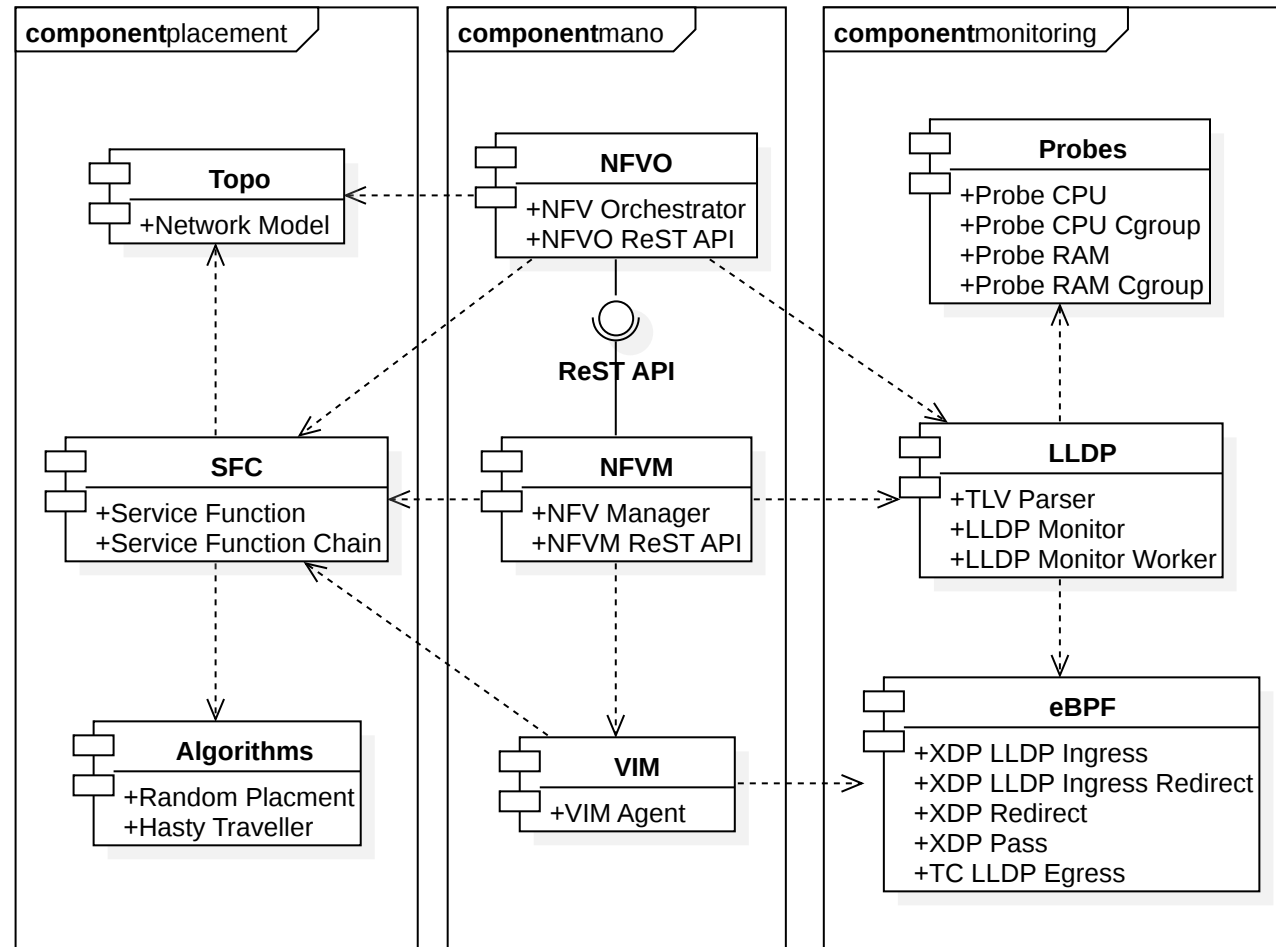 componentplacement
Topo
+Network Model
SFC
+Service Function
+Service Function Chain
Algorithms
+Random Placment
+Hasty Traveller
componentmano
NFVO
+NFV Orchestrator
+NFVO ReST API
ReST API
NFVM
+NFV Manager
+NFVM ReST API
VIM
+VIM Agent
componentmonitoring
Probes
+Probe CPU
+Probe CPU Cgroup
+Probe RAM
+Probe RAM Cgroup
LLDP
+TLV Parser
+LLDP Monitor
+LLDP Monitor Worker
eBPF
+XDP LLDP Ingress
+XDP LLDP Ingress Redirect
+XDP Redirect
+XDP Pass
+TC LLDP Egress